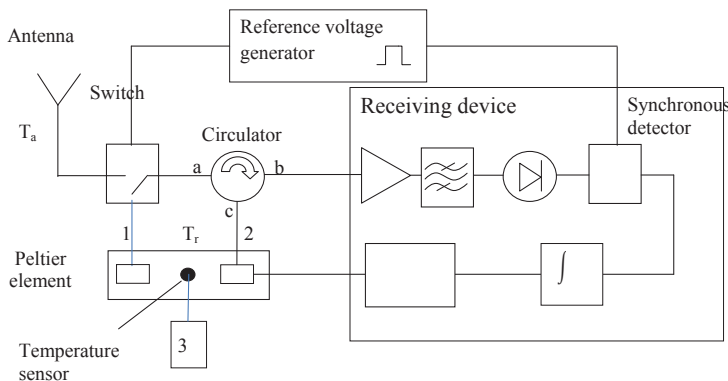 Antenna
Reference voltage
generator
Switch
Receiving device
Synchronous
detector
Circulator
Tₐ
a
b
c
1
Tᵣ
2
Peltier
element
∫
3
Temperature
sensor